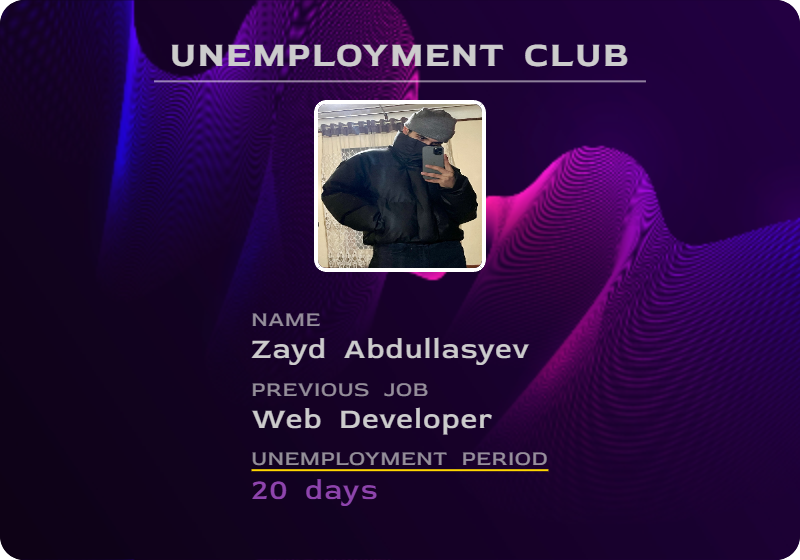 UNEMPLOYMENT CLUB
NAME
Zayd Abdullasyev
PREVIOUS JOB
Web Developer
UNEMPLOYMENT PERIOD
20 days